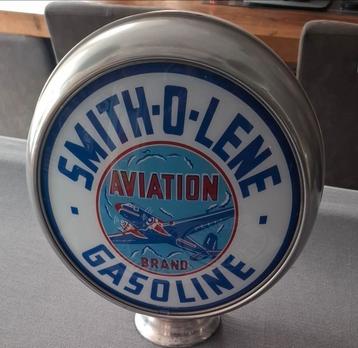 SMITH-O-LENE
AVIATION
BRAND
GASOLINE